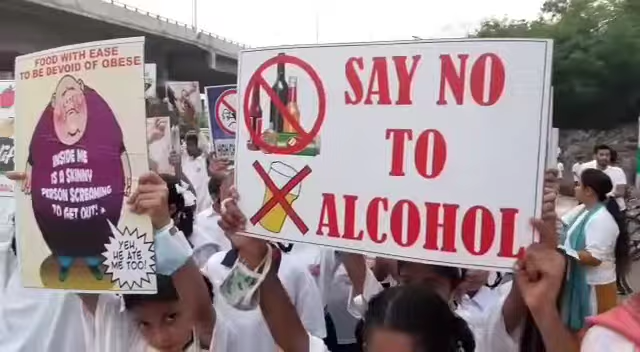 FOOD WITH EASE
TO BE DEVOID OF OBESE
INSIDE ME
IS A SKINNY
PERSON SCREAMING
TO GET OUT!
YEH,
HE ATE
ME TOO!
SAY NO
TO
ALCOHOL